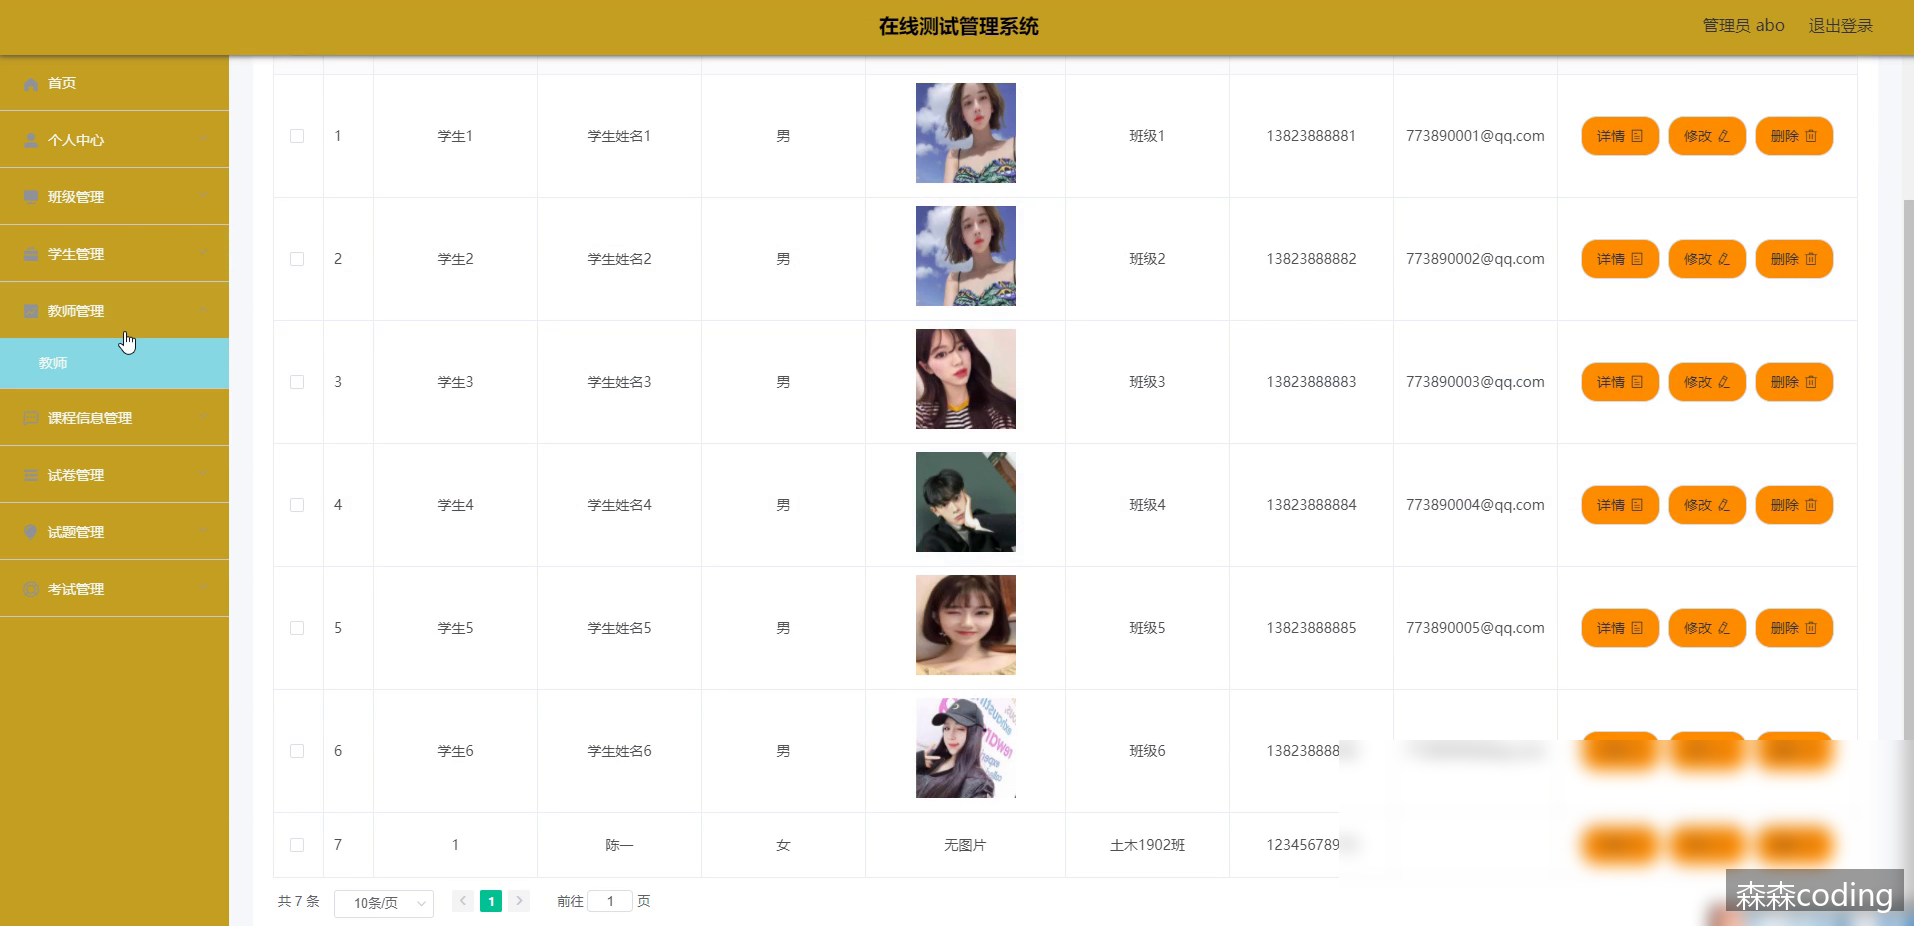 在线测试管理系统
管理员 abo 退出登录
首页
个人中心
班级管理
学生管理
教师管理
教师
课程信息管理
试卷管理
试题管理
考试管理
1 学生1 学生姓名1 男 班级1 13823888881 773890001@qq.com 详情 修改 删除
2 学生2 学生姓名2 男 班级2 13823888882 773890002@qq.com 详情 修改 删除
3 学生3 学生姓名3 男 班级3 13823888883 773890003@qq.com 详情 修改 删除
4 学生4 学生姓名4 男 班级4 13823888884 773890004@qq.com 详情 修改 删除
5 学生5 学生姓名5 男 班级5 13823888885 773890005@qq.com 详情 修改 删除
6 学生6 学生姓名6 男 班级6 138238888
7 1 陈一 女 无图片 土木1902班 123456789
共 7 条 10条/页 1 前往 1 页
森森coding